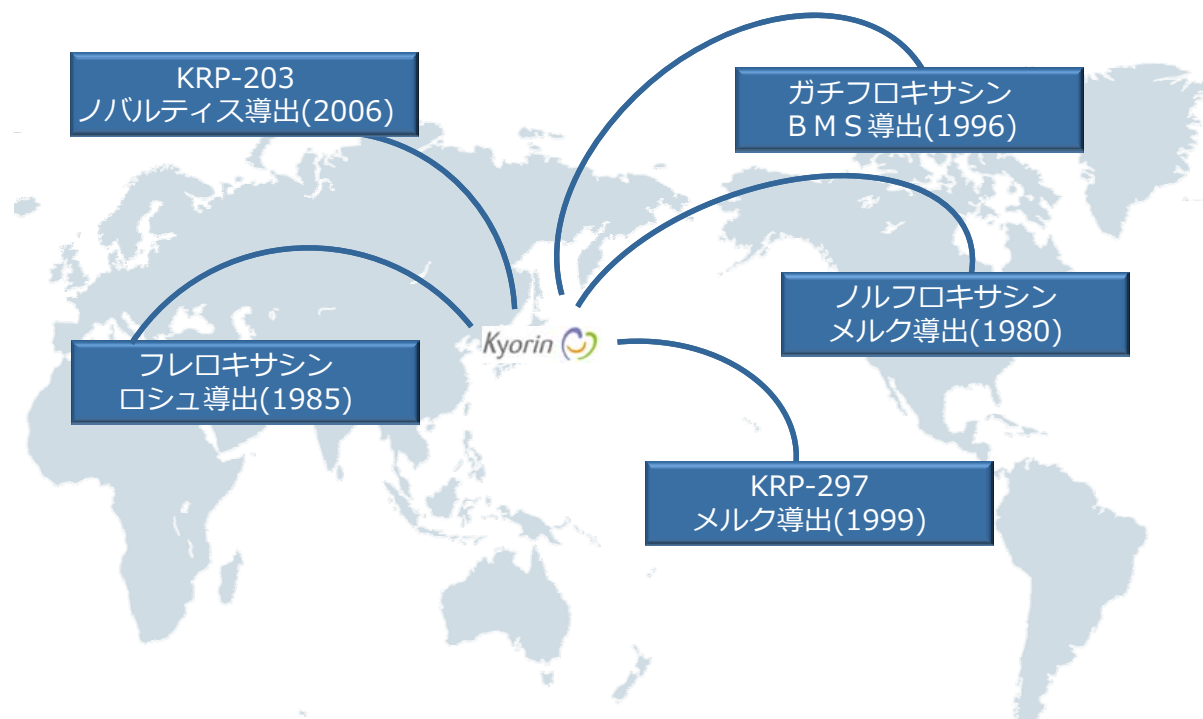 KRP-203
ノバルティス導出(2006)
ガチフロキサシン
ＢＭＳ導出(1996)
ノルフロキサシン
メルク導出(1980)
Kyorin
フレロキサシン
ロシュ導出(1985)
KRP-297
メルク導出(1999)